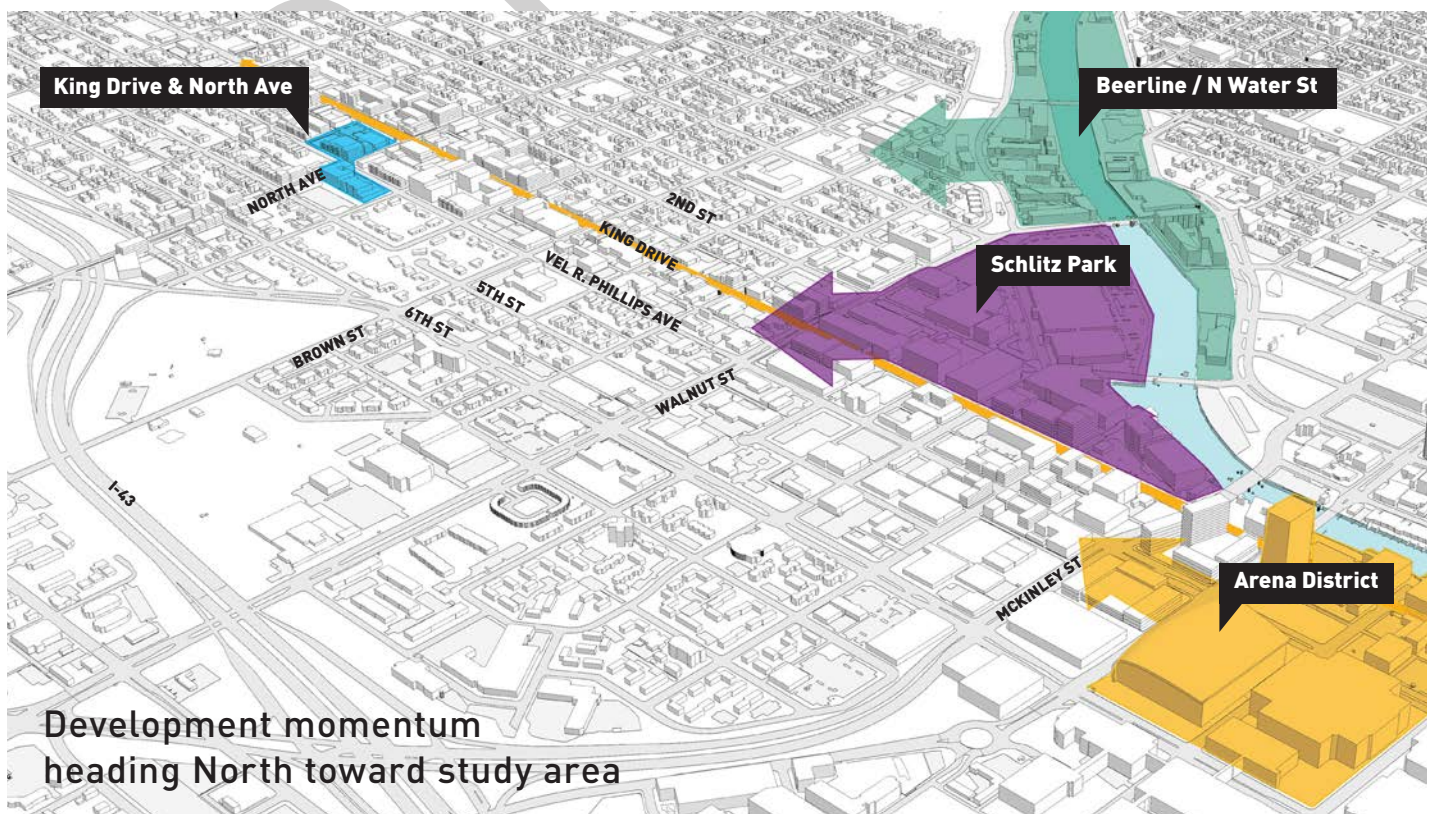 King Drive & North Ave
Beerline / N Water St
NORTH AVE
2ND ST
KING DRIVE
Schlitz Park
VEL R. PHILLIPS AVE
5TH ST
6TH ST
BROWN ST
WALNUT ST
I-43
MCKINLEY ST
Arena District
Development momentum
heading North toward study area